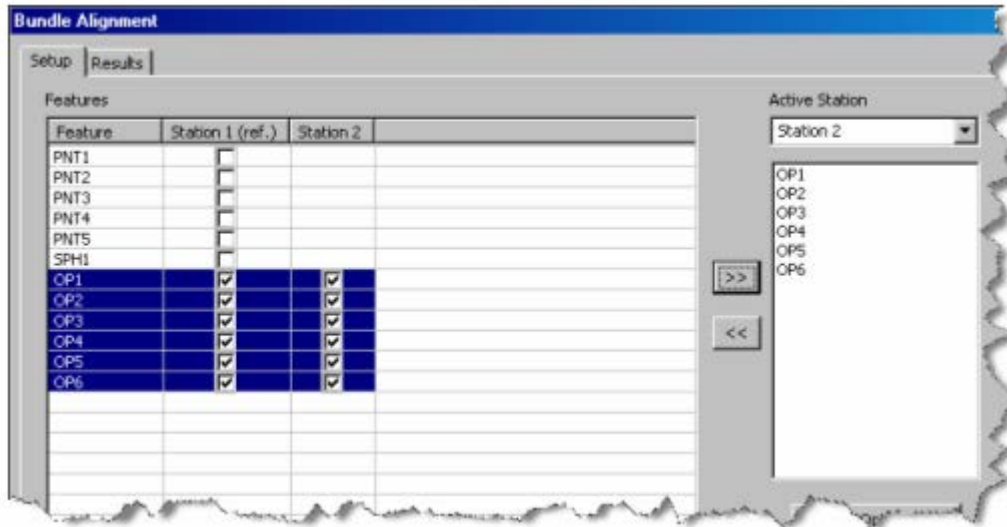 Bundle Alignment
Setup Results
Features
Feature Station 1 (ref.) Station 2
PNT1
PNT2
PNT3
PNT4
PNT5
SPH1
OP1
OP2
OP3
OP4
OP5
OP6
>>
<<
Active Station
Station 2
OP1
OP2
OP3
OP4
OP5
OP6